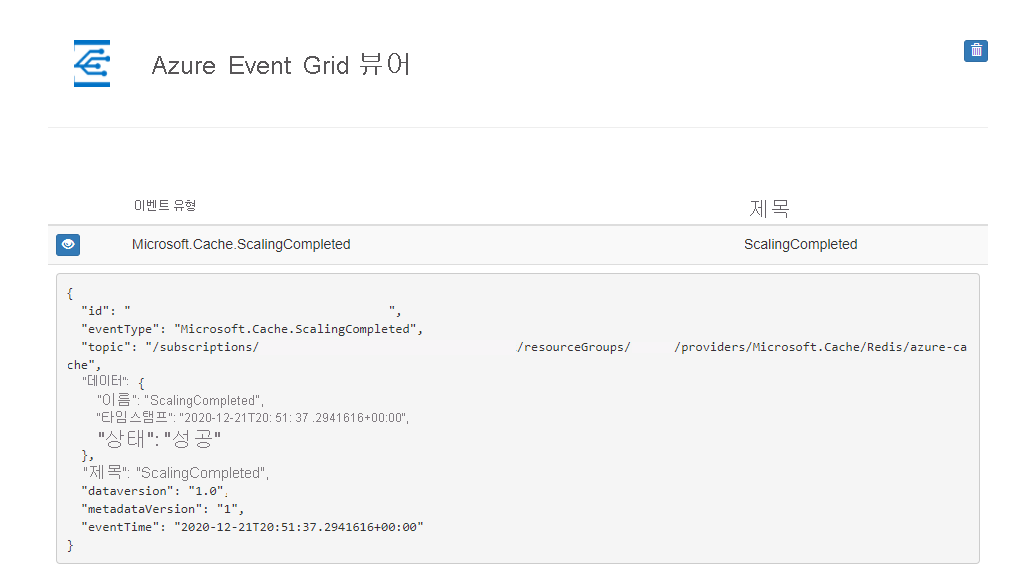 Azure Event Grid 뷰어
이벤트 유형 제목
Microsoft.Cache.ScalingCompleted ScalingCompleted
{
"id": " ",
"eventType": "Microsoft.Cache.ScalingCompleted",
"topic": "/subscriptions/ /resourceGroups/ /providers/Microsoft.Cache/Redis/azure-ca
che",
"데이터": {
"이름": "ScalingCompleted",
"타임스탬프": "2020-12-21T20: 51: 37 .2941616+00:00",
"상태": "성공"
},
"제목": "ScalingCompleted",
"dataversion": "1.0",
"metadataVersion": "1",
"eventTime": "2020-12-21T20:51:37.2941616+00:00"
}